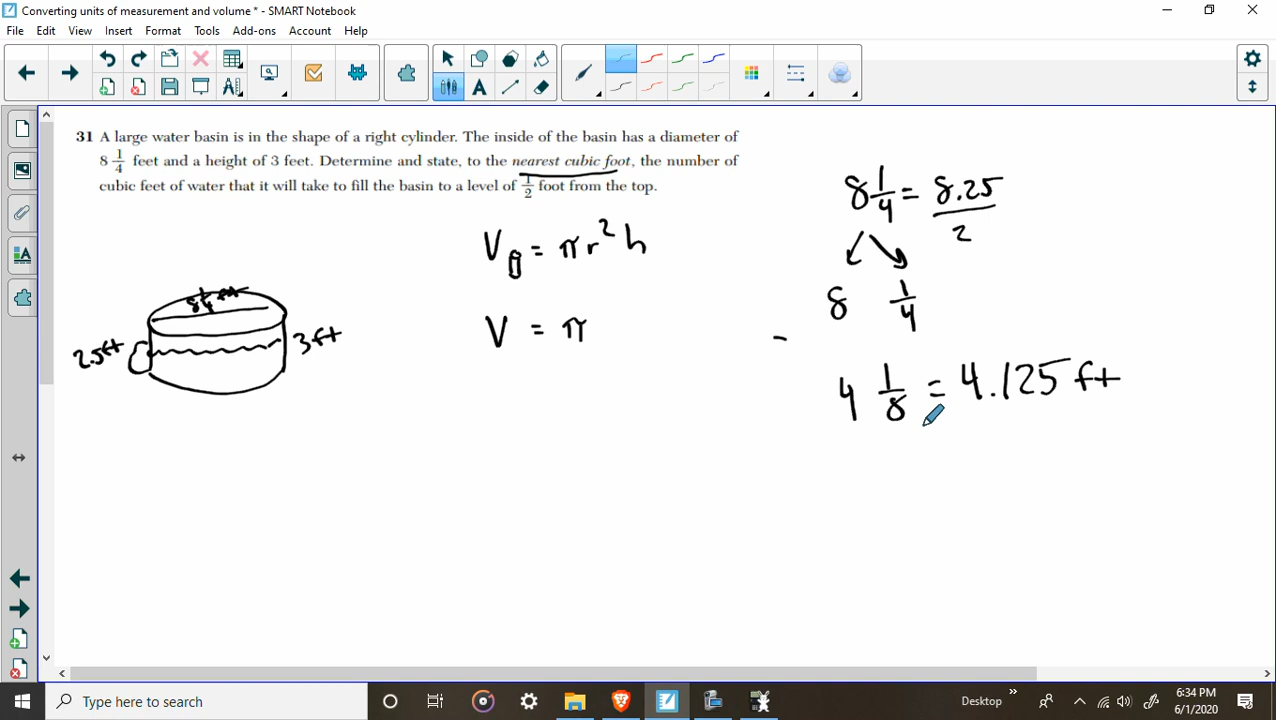 Converting units of measurement and volume * - SMART Notebook
File Edit View Insert Format Tools Add-ons Account Help
31 A large water basin is in the shape of a right cylinder. The inside of the basin has a diameter of
8 1/4 feet and a height of 3 feet. Determine and state, to the nearest cubic foot, the number of
cubic feet of water that it will take to fill the basin to a level of 1/2 foot from the top.
8 1/4 = 8.25/2
V = πr² h
8 1/4
8 1/4 ft
V = π
2.5ft
3ft
4 1/8 = 4.125 ft
Type here to search
Desktop
6:34 PM
6/1/2020